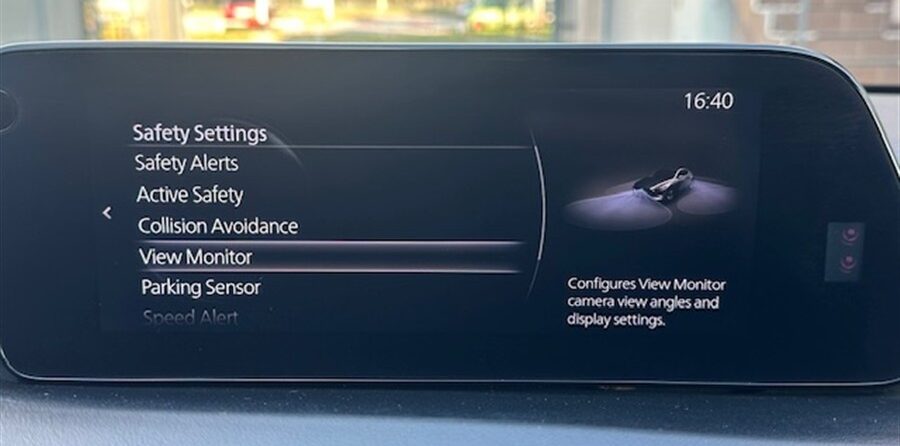 16:40
Safety Settings
Safety Alerts
Active Safety
Collision Avoidance
View Monitor
Parking Sensor
Speed Alert
Configures View Monitor
camera view angles and
display settings.